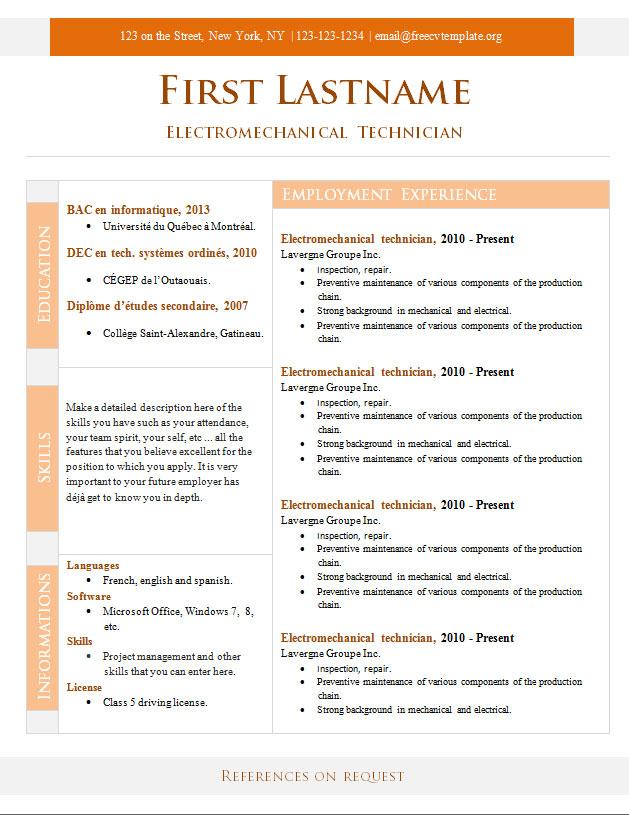 123 on the Street, New York, NY | 123-123-1234 | email@freecvtemplate.org
First Lastname
Electromechanical Technician
EDUCATION
BAC en informatique, 2013
• Université du Québec à Montréal.
DEC en tech. systèmes ordinés, 2010
• CÉGEP de l'Outaouais.
Diplôme d'études secondaire, 2007
• Collège Saint-Alexandre, Gatineau.
SKILLS
Make a detailed description here of the
skills you have such as your attendance,
your team spirit, your self, etc ... all the
features that you believe excellent for the
position to which you apply. It is very
important to your future employer has
déjà get to know you in depth.
INFORMATIONS
Languages
• French, english and spanish.
Software
• Microsoft Office, Windows 7, 8,
etc.
Skills
• Project management and other
skills that you can enter here.
License
• Class 5 driving license.
Employment Experience
Electromechanical technician, 2010 - Present
Lavergne Groupe Inc.
• Inspection, repair.
• Preventive maintenance of various components of the production
chain.
• Strong background in mechanical and electrical.
• Preventive maintenance of various components of the production
chain.
Electromechanical technician, 2010 - Present
Lavergne Groupe Inc.
• Inspection, repair.
• Preventive maintenance of various components of the production
chain.
• Strong background in mechanical and electrical.
• Preventive maintenance of various components of the production
chain.
Electromechanical technician, 2010 - Present
Lavergne Groupe Inc.
• Inspection, repair.
• Preventive maintenance of various components of the production
chain.
• Strong background in mechanical and electrical.
• Preventive maintenance of various components of the production
chain.
Electromechanical technician, 2010 - Present
Lavergne Groupe Inc.
• Inspection, repair.
• Preventive maintenance of various components of the production
chain.
• Strong background in mechanical and electrical.
References on request